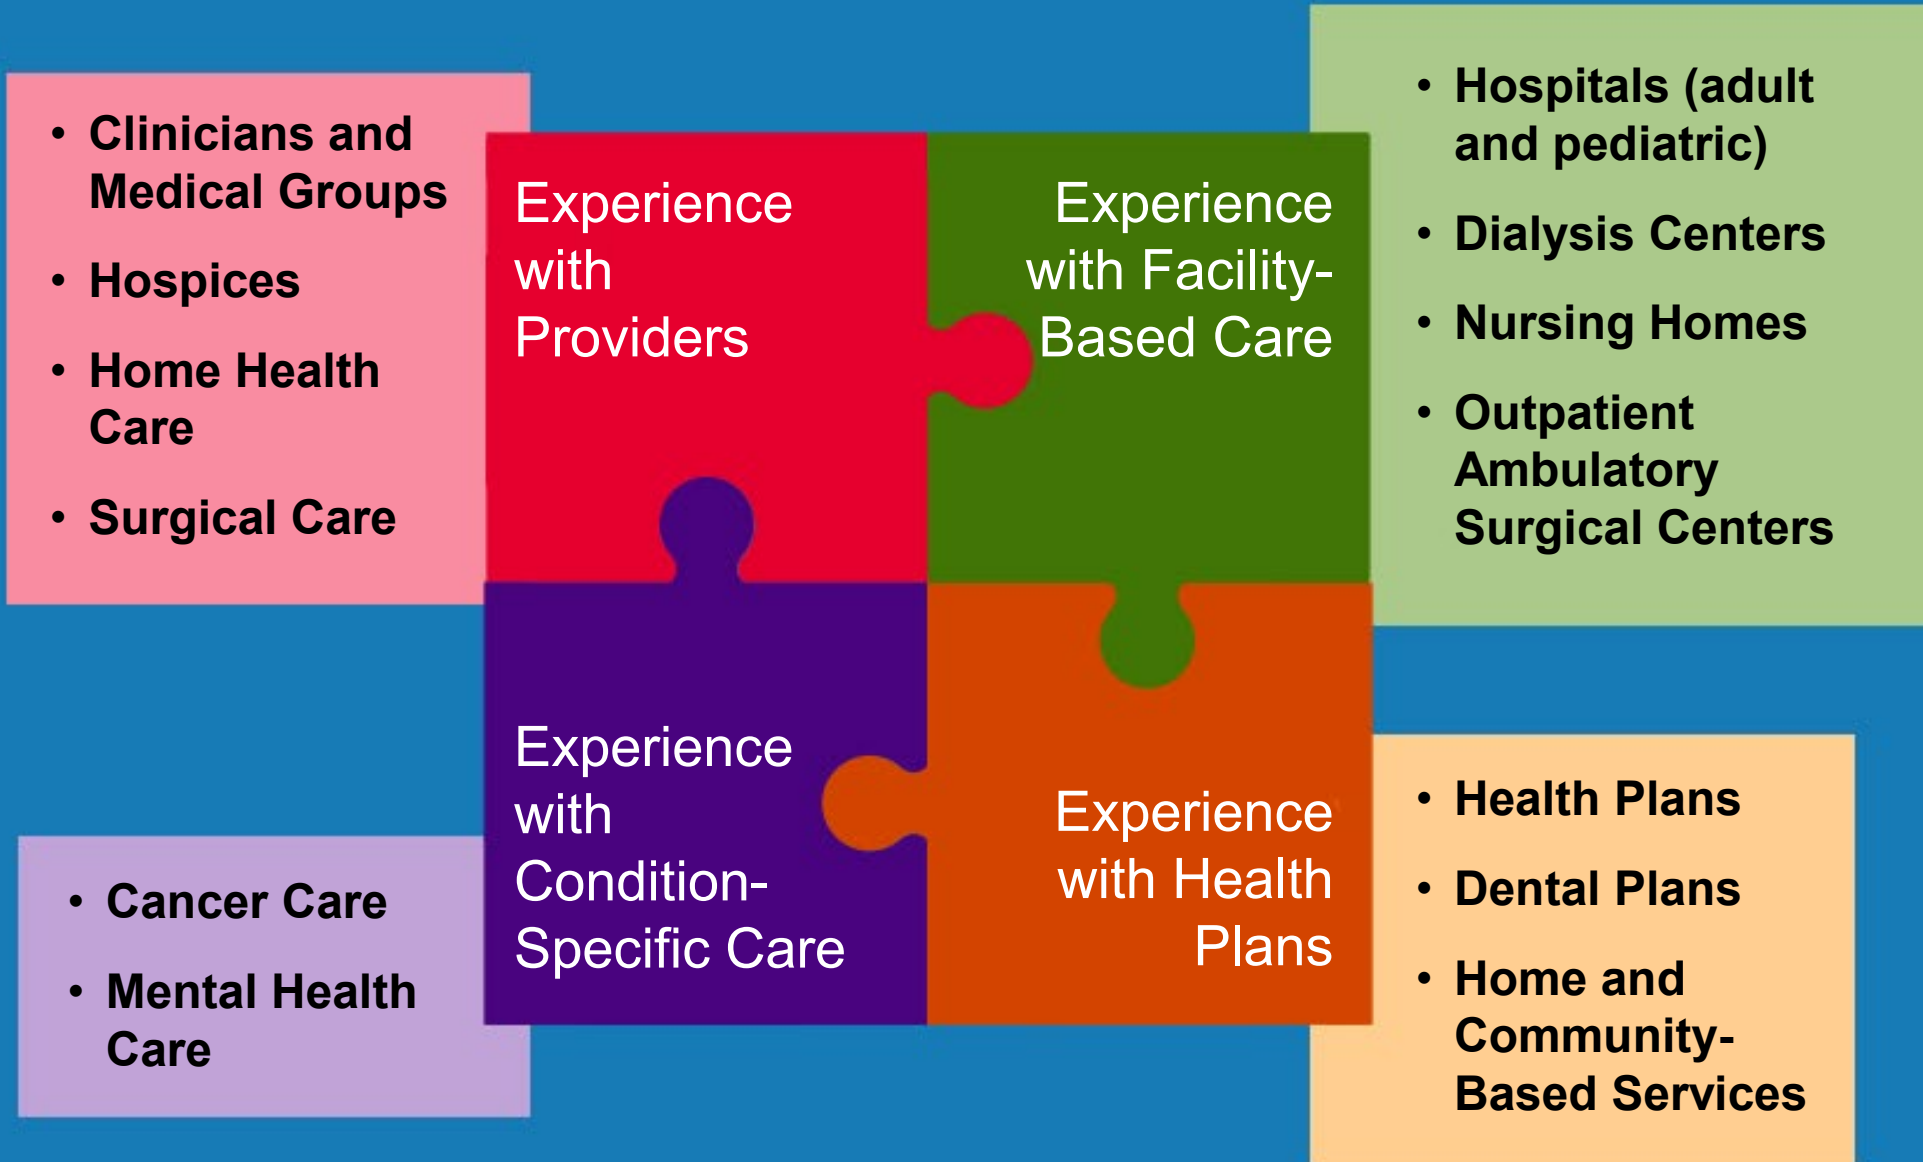 • Clinicians and
Medical Groups
• Hospices
• Home Health
Care
• Surgical Care
Experience
with
Providers
Experience
with Facility-
Based Care
• Hospitals (adult
and pediatric)
• Dialysis Centers
• Nursing Homes
• Outpatient
Ambulatory
Surgical Centers
• Cancer Care
• Mental Health
Care
Experience
with
Condition-
Specific Care
Experience
with Health
Plans
• Health Plans
• Dental Plans
• Home and
Community-
Based Services